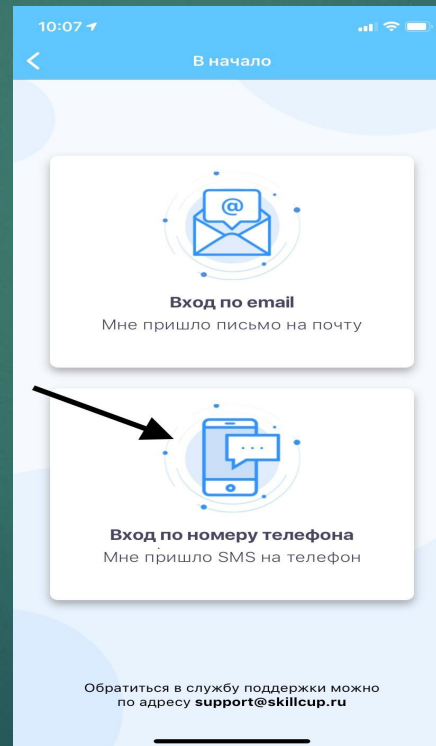 10:07
В начало
@
Вход по email
Мне пришло письмо на почту
Вход по номеру телефона
Мне пришло SMS на телефон
Обратиться в службу поддержки можно
по адресу support@skillcup.ru